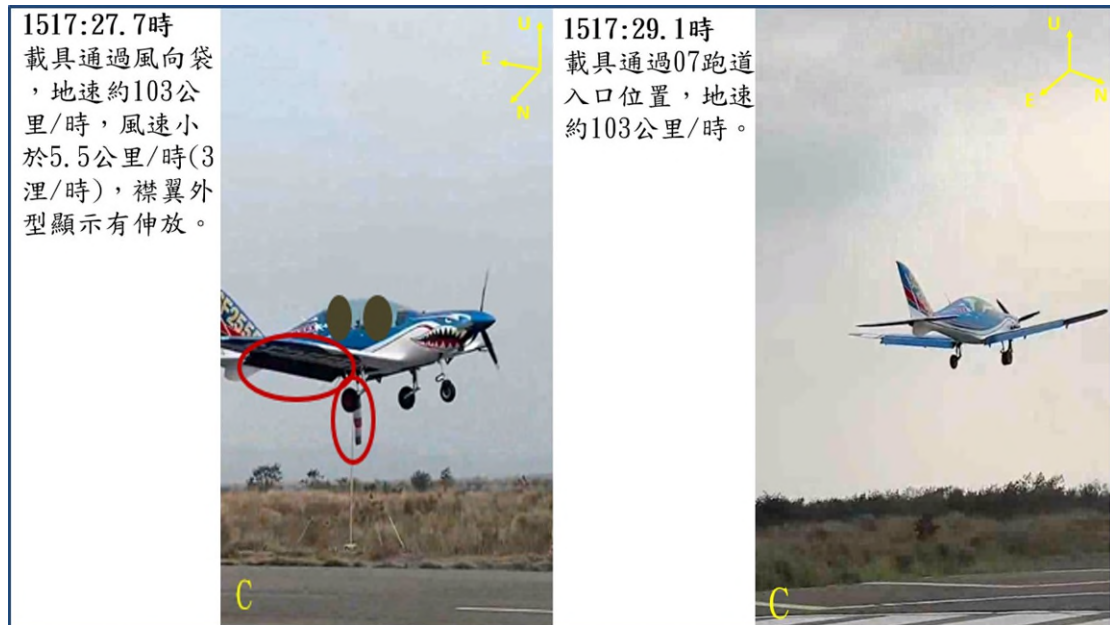 1517:27.7時
載具通過風向袋
，地速約103公
里/時，風速小
於5.5公里/時(3
浬/時)，襟翼外
型顯示有伸放。
U
E
N
C
1517:29.1時
載具通過07跑道
入口位置，地速
約103公里/時。
U
E
N
C